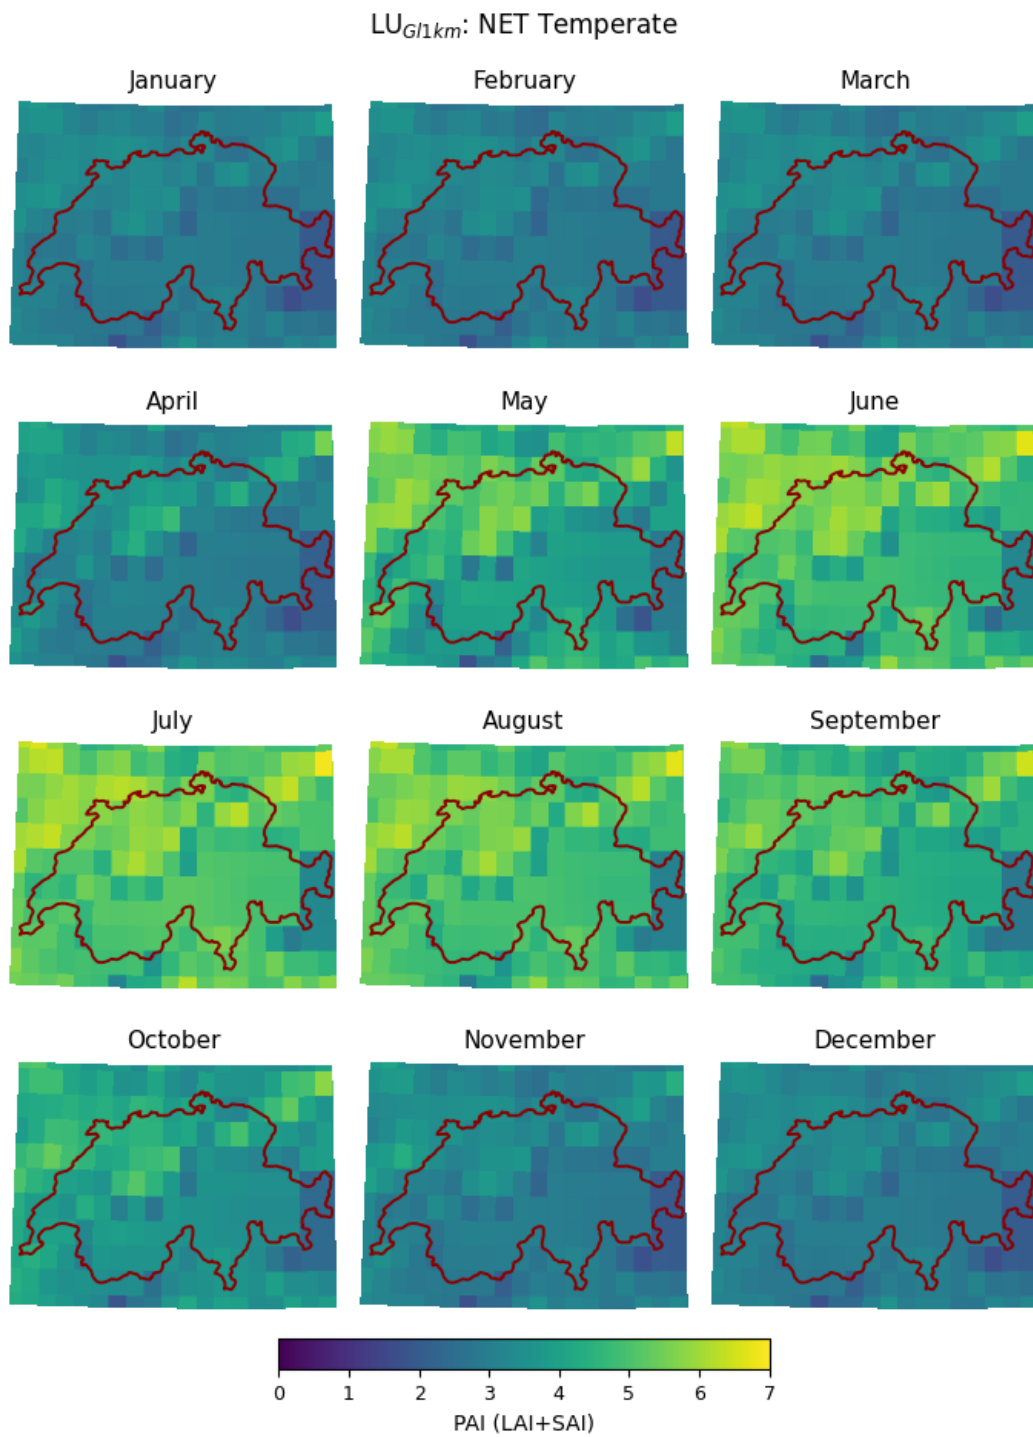 LU_Gl1km: NET Temperate
January February March
April May June
July August September
October November December
0 1 2 3 4 5 6 7
PAI (LAI+SAI)